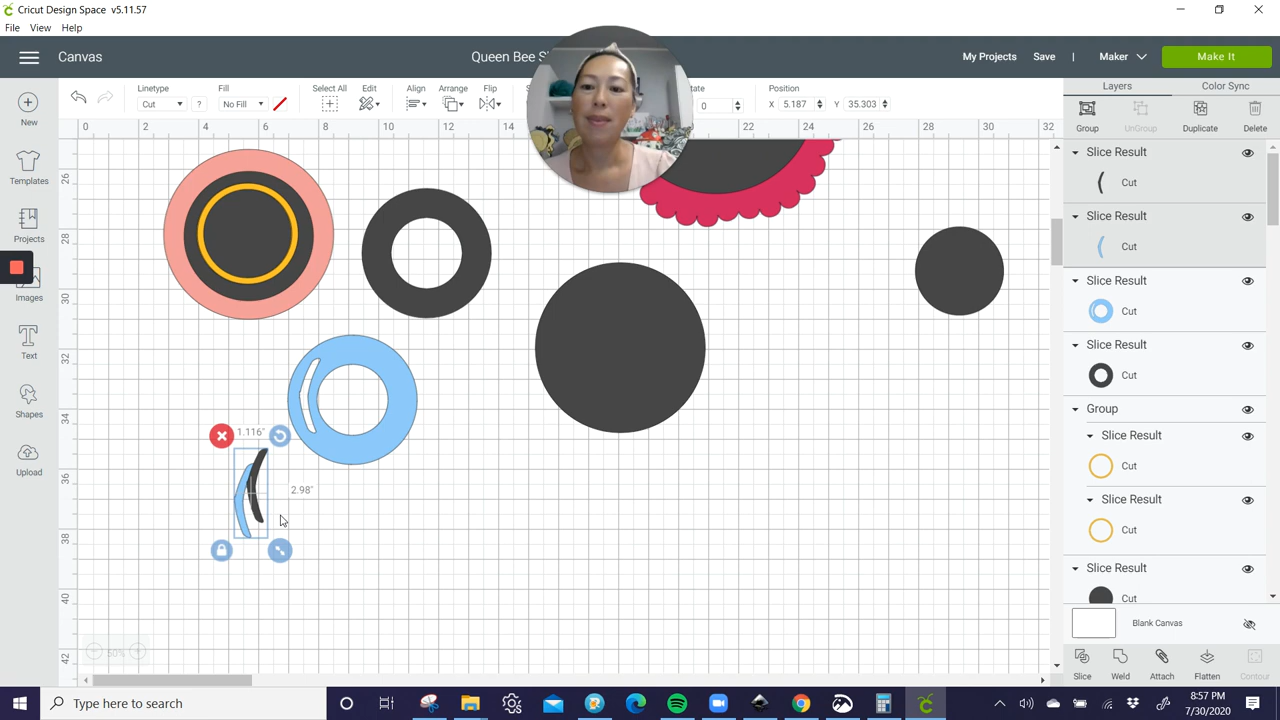 Cricut Design Space v5.11.57
File View Help
Canvas
Queen Bee
My Projects Save | Maker Make It
Linetype Fill Select All Edit Align Arrange Flip Position
Cut ? No Fill 0 X 5.187 Y 35.303
Layers Color Sync
Group UnGroup Duplicate Delete
0 2 4 6 8 10 12 14 22 24 26 28 30 32
26
28
30
32
34
36
38
40
42
New
Templates
Projects
Images
Text
Shapes
Upload
1.116"
2.98"
50%
Slice Result
Cut
Slice Result
Cut
Slice Result
Cut
Slice Result
Cut
Group
Slice Result
Cut
Slice Result
Cut
Slice Result
Cut
Blank Canvas
Slice Weld Attach Flatten Contour
Type here to search
8:57 PM
7/30/2020